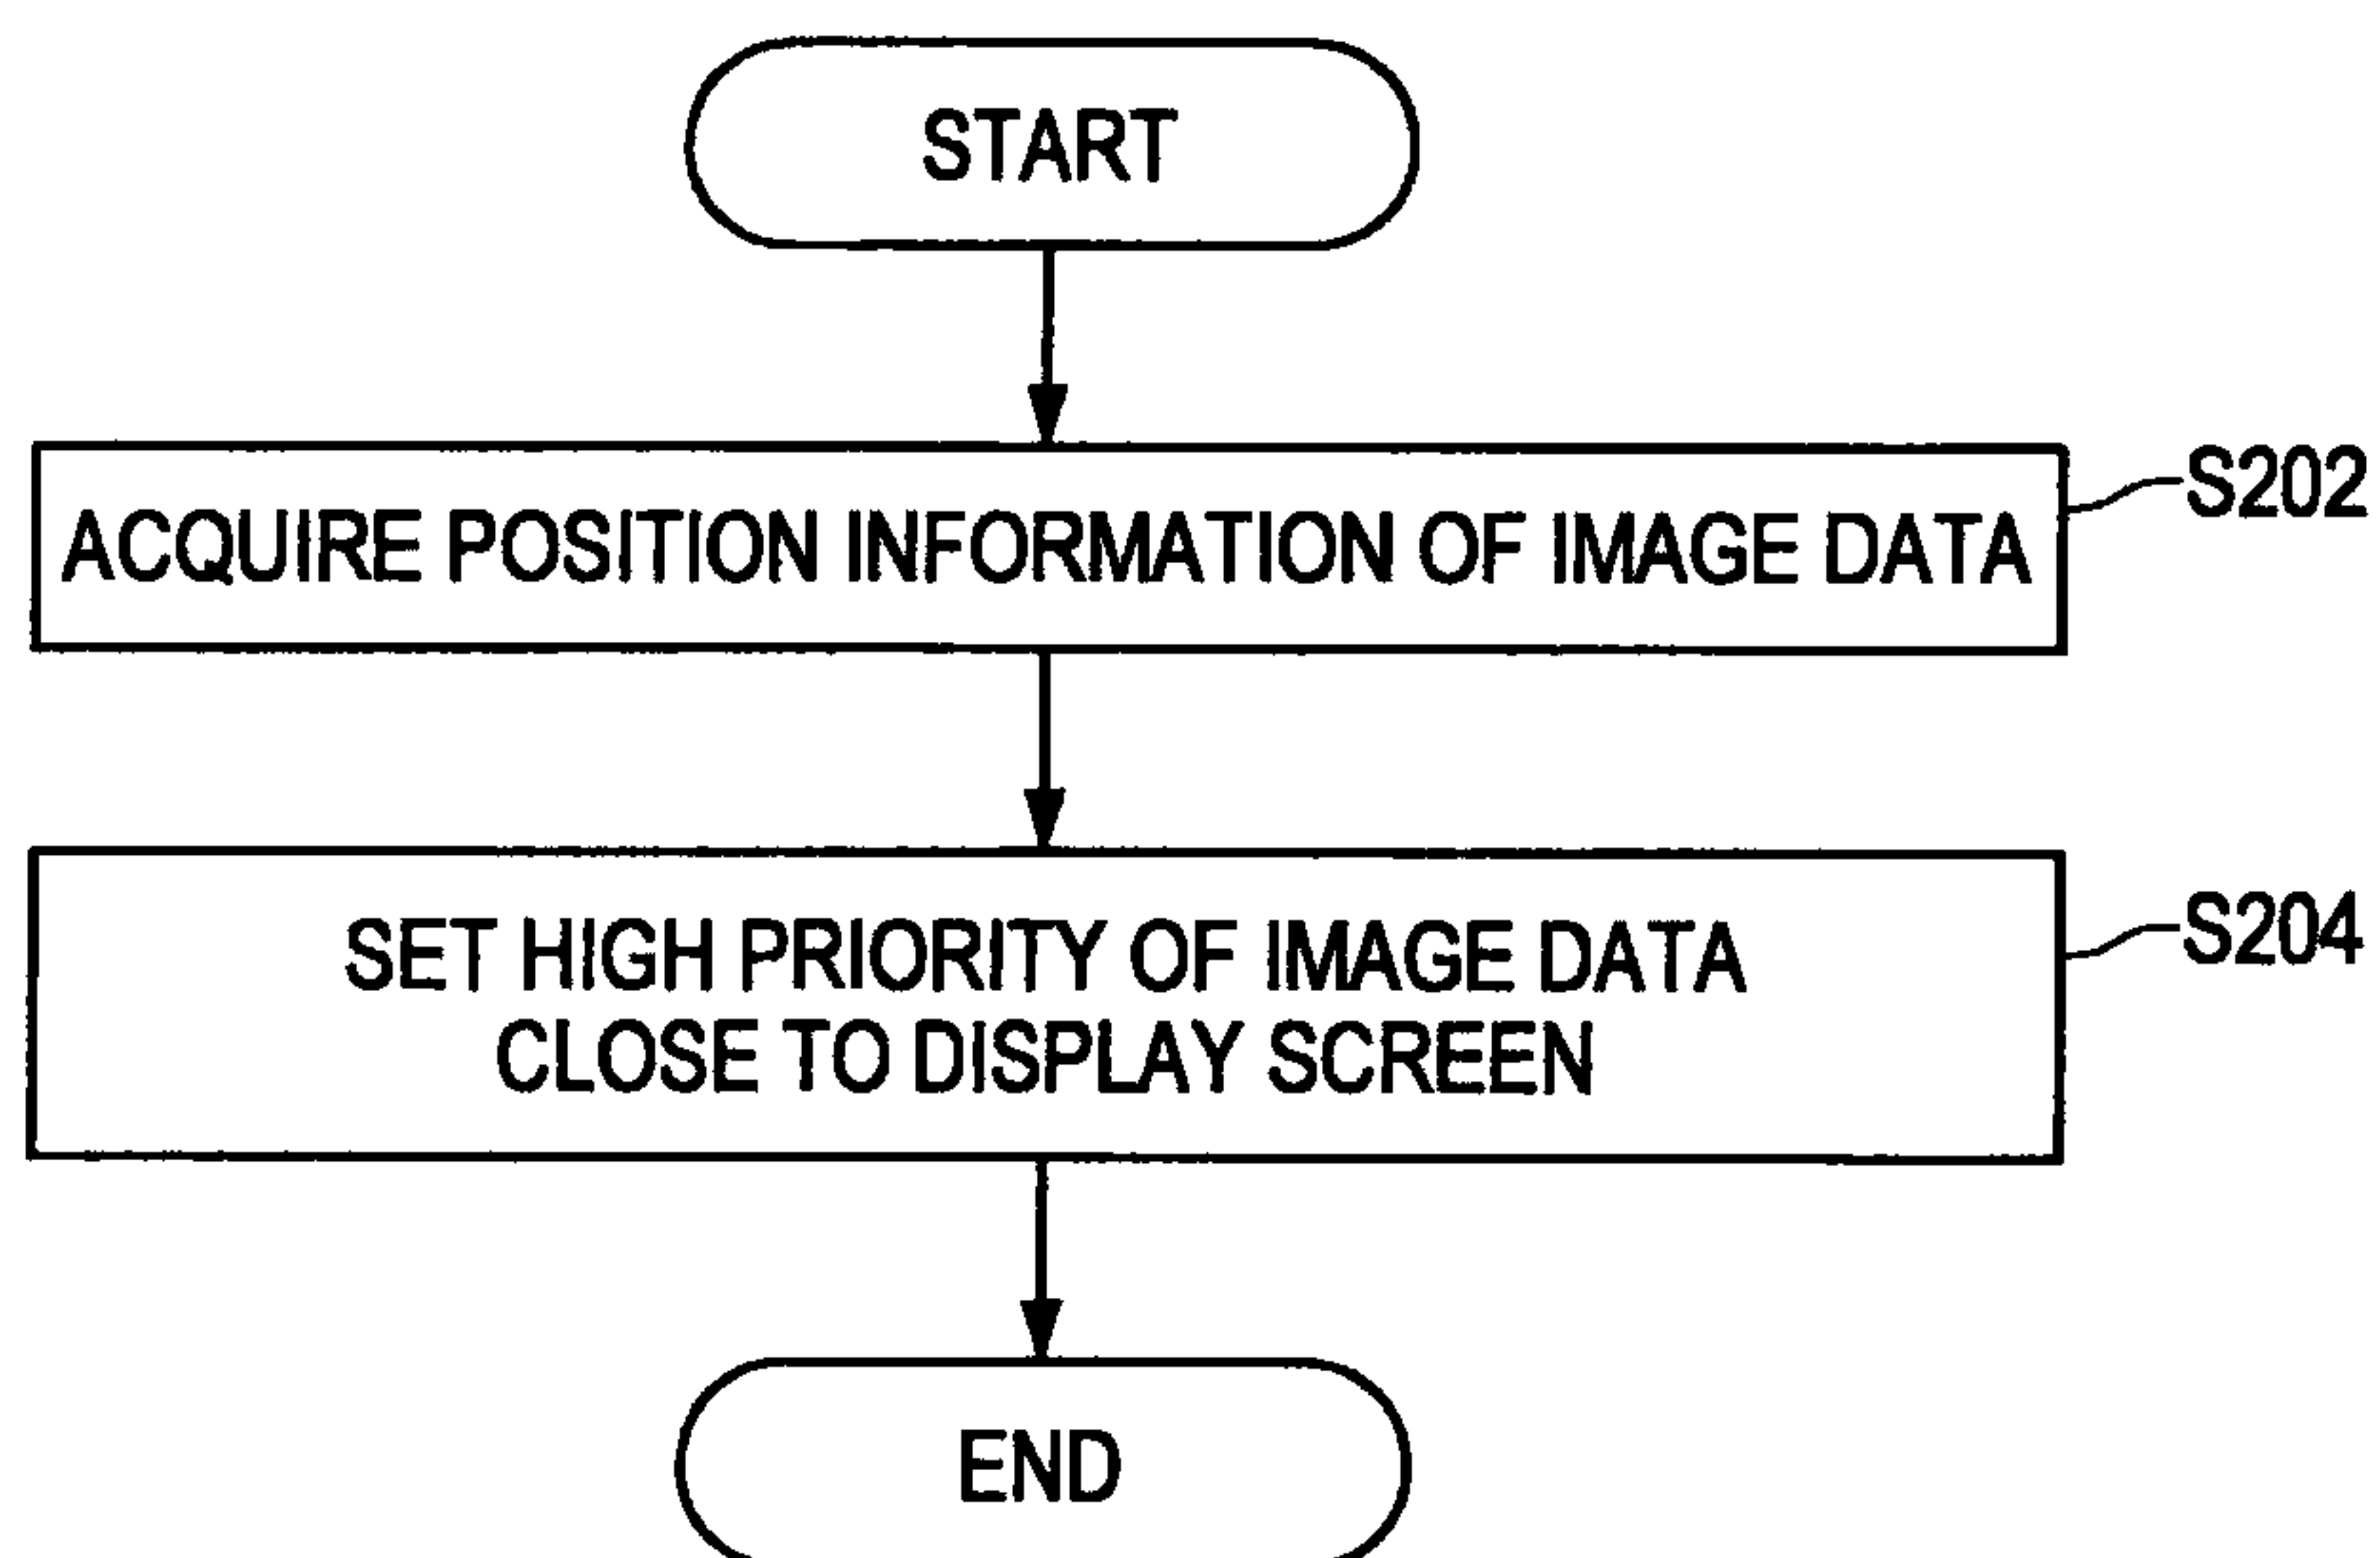 START
ACQUIRE POSITION INFORMATION OF IMAGE DATA
S202
SET HIGH PRIORITY OF IMAGE DATA
CLOSE TO DISPLAY SCREEN
S204
END